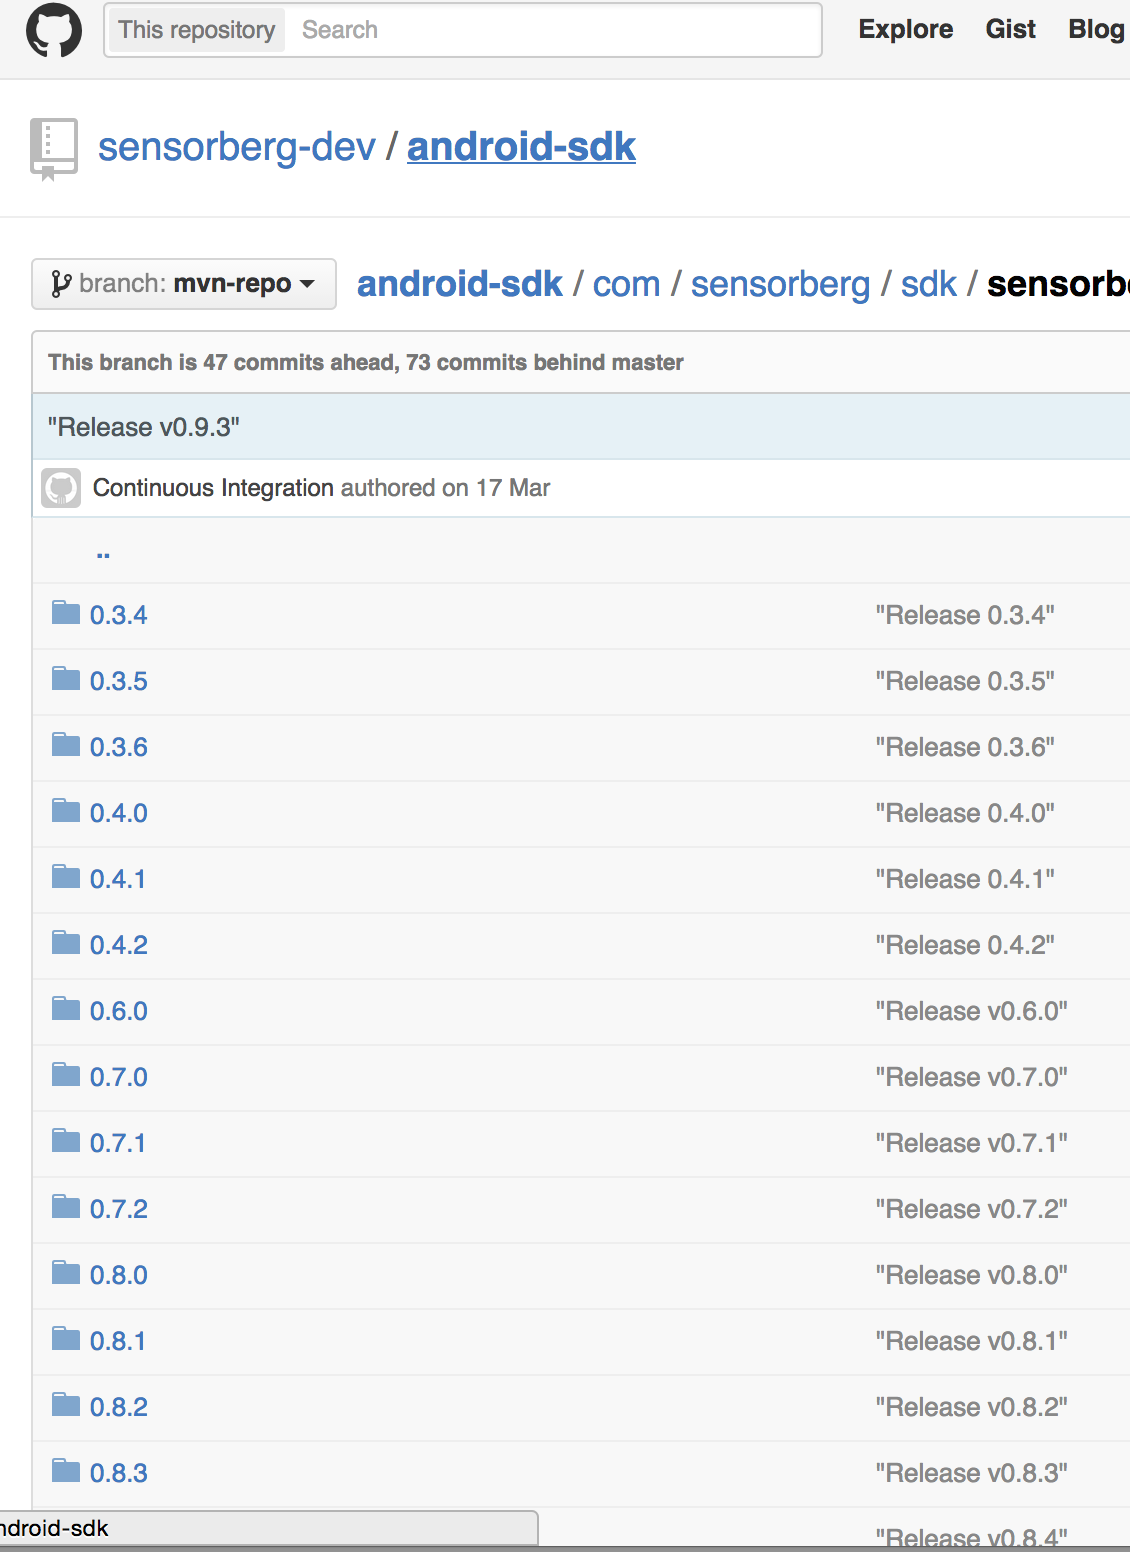 This repository Search Explore Gist Blog
sensorberg-dev / android-sdk
branch: mvn-repo android-sdk / com / sensorberg / sdk /
This branch is 47 commits ahead, 73 commits behind master
"Release v0.9.3"
Continuous Integration authored on 17 Mar
..
0.3.4 "Release 0.3.4"
0.3.5 "Release 0.3.5"
0.3.6 "Release 0.3.6"
0.4.0 "Release 0.4.0"
0.4.1 "Release 0.4.1"
0.4.2 "Release 0.4.2"
0.6.0 "Release v0.6.0"
0.7.0 "Release v0.7.0"
0.7.1 "Release v0.7.1"
0.7.2 "Release v0.7.2"
0.8.0 "Release v0.8.0"
0.8.1 "Release v0.8.1"
0.8.2 "Release v0.8.2"
0.8.3 "Release v0.8.3"
ndroid-sdk
"Release v0.8.4"